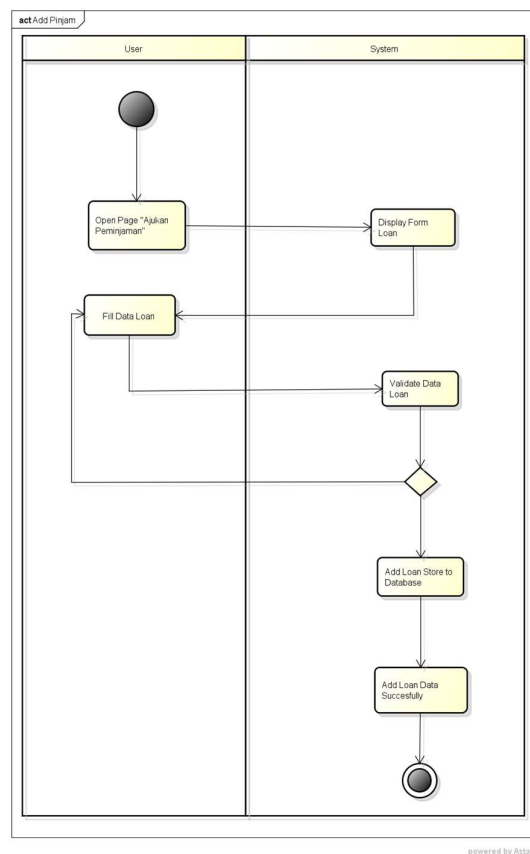 act Add Pinjam
User
System
Open Page "Ajukan
Peminjaman"
Display Form
Loan
Fill Data Loan
Validate Data
Loan
Add Loan Store to
Database
Add Loan Data
Succesfully
powered by Asta